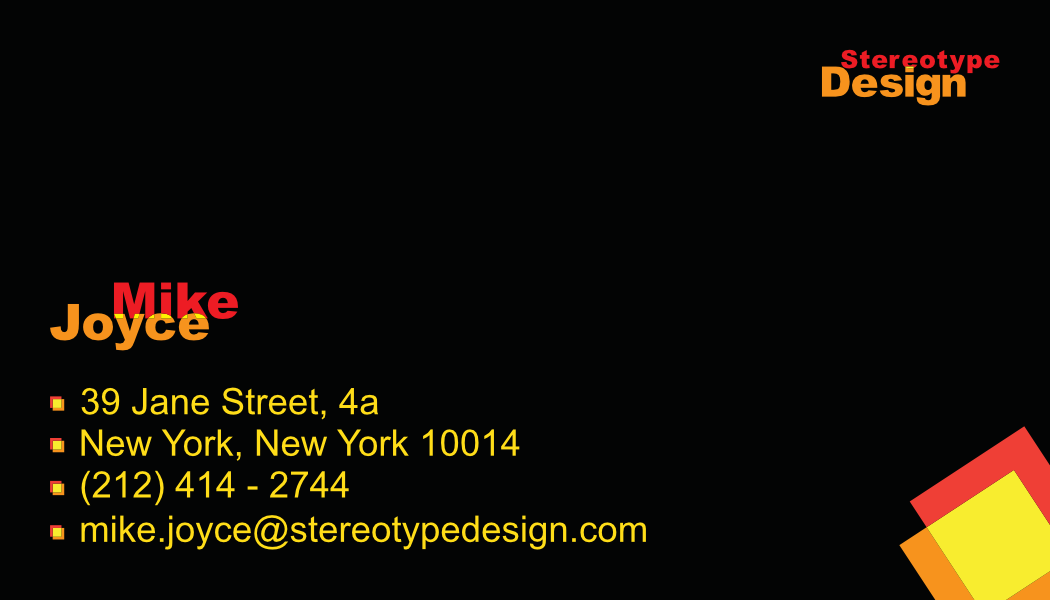 Stereotype
Design
Mike
Joyce
39 Jane Street, 4a
New York, New York 10014
(212) 414 - 2744
mike.joyce@stereotypedesign.com